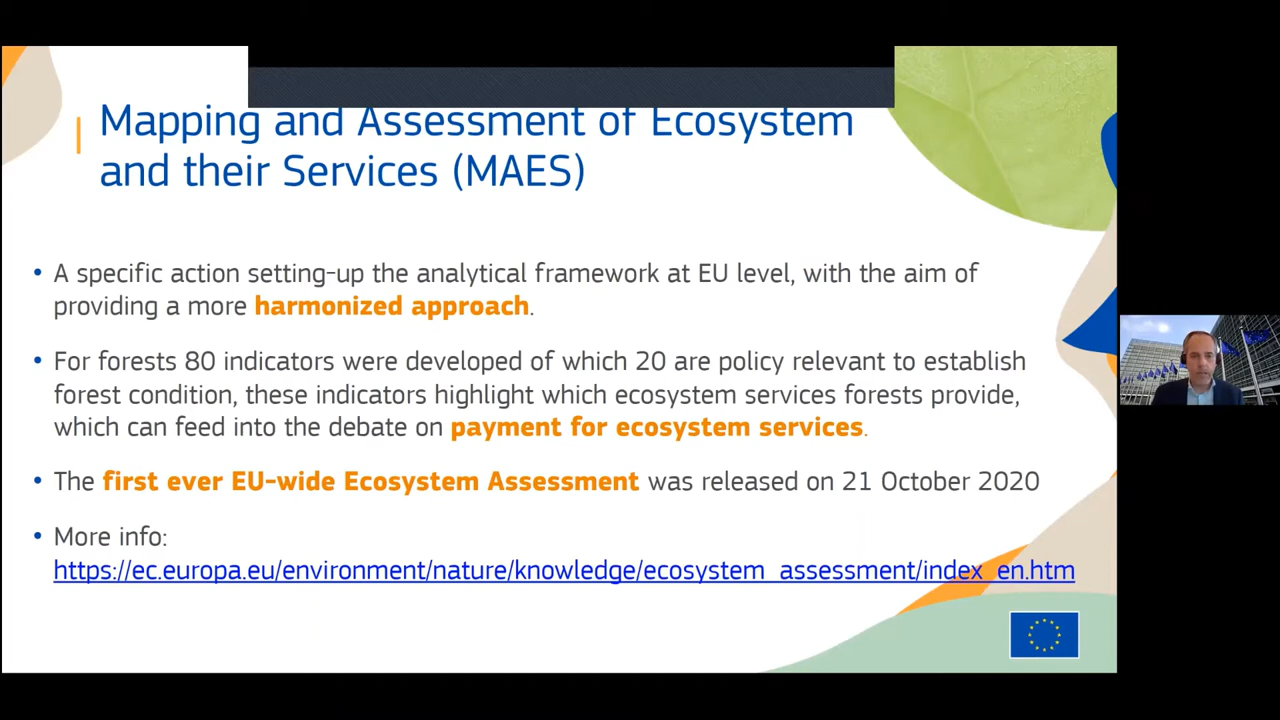 Mapping and Assessment of Ecosystem
and their Services (MAES)
• A specific action setting-up the analytical framework at EU level, with the aim of
providing a more harmonized approach.
• For forests 80 indicators were developed of which 20 are policy relevant to establish
forest condition, these indicators highlight which ecosystem services forests provide,
which can feed into the debate on payment for ecosystem services.
• The first ever EU-wide Ecosystem Assessment was released on 21 October 2020
• More info:
https://ec.europa.eu/environment/nature/knowledge/ecosystem_assessment/index_en.htm